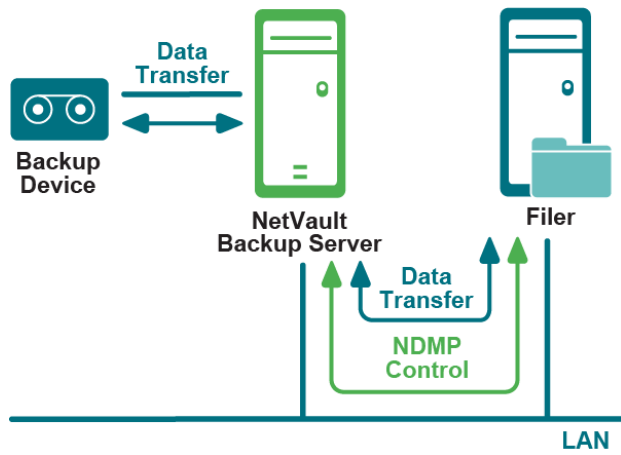 Data
Transfer
Backup
Device
NetVault
Backup Server
Filer
Data
Transfer
NDMP
Control
LAN